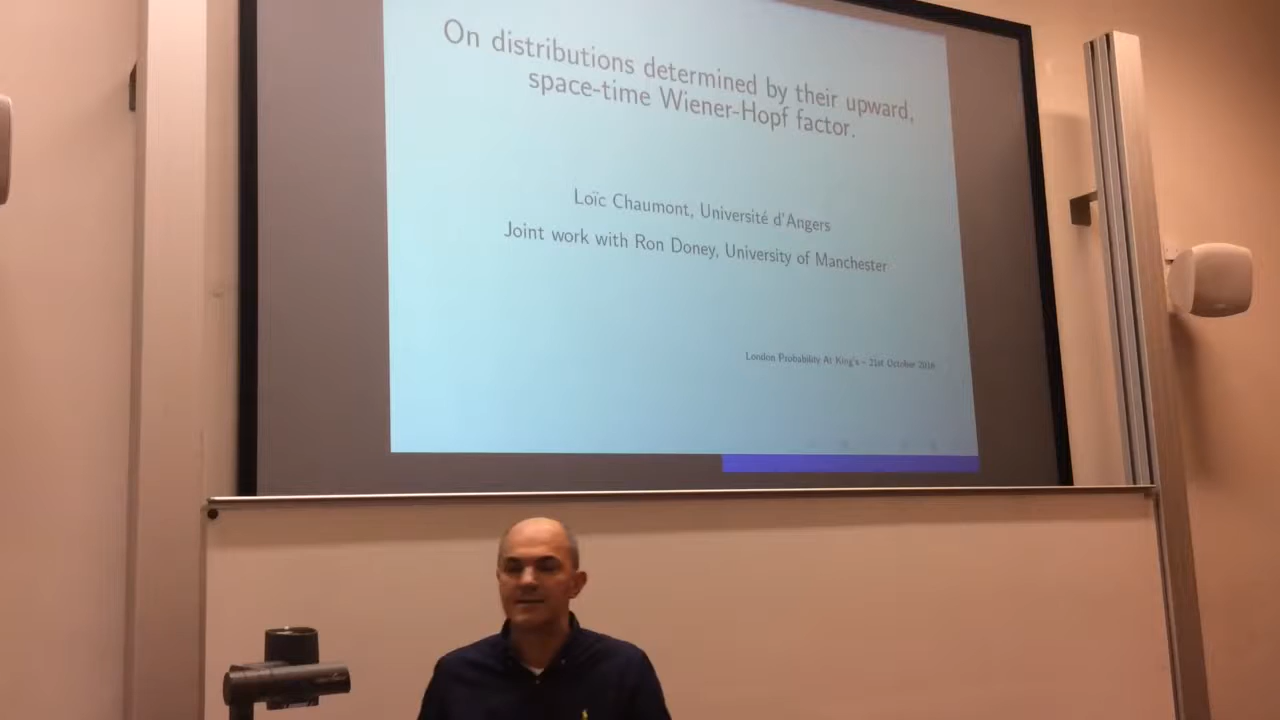 On distributions determined by their upward,
space-time Wiener-Hopf factor.
Loïc Chaumont, Université d'Angers
Joint work with Ron Doney, University of Manchester
London Probability At King's – 21st October 2016